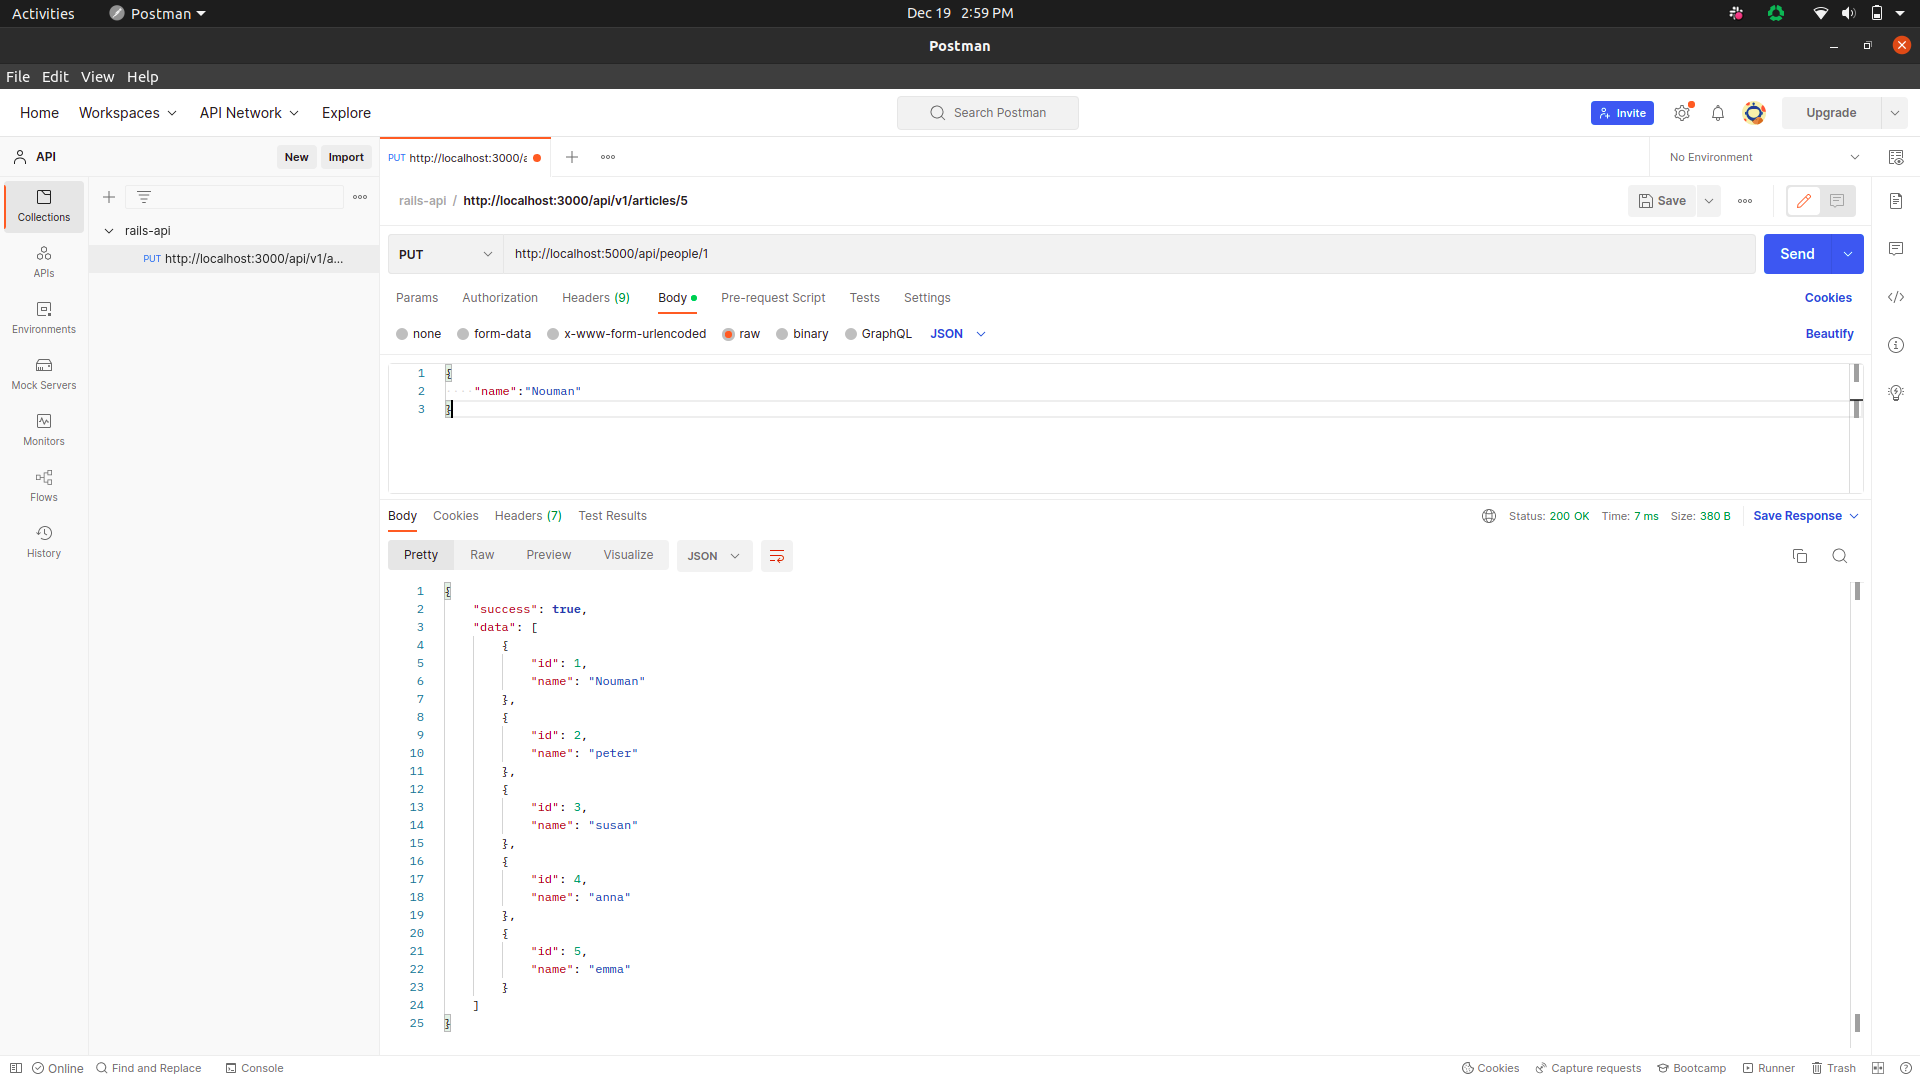 Activities Postman Dec 19 2:59 PM
Postman
File Edit View Help
Home Workspaces API Network Explore Search Postman Invite Upgrade
API New Import PUT http://localhost:3000/a No Environment
rails-api / http://localhost:3000/api/v1/articles/5 Save
Collections
rails-api
PUT http://localhost:3000/api/v1/a...
PUT http://localhost:5000/api/people/1 Send
APIs
Params Authorization Headers (9) Body Pre-request Script Tests Settings Cookies
Environments
none form-data x-www-form-urlencoded raw binary GraphQL JSON Beautify
Mock Servers
1 {
2 "name":"Nouman"
3 }
Monitors
Flows
History
Body Cookies Headers (7) Test Results Status: 200 OK Time: 7 ms Size: 380 B Save Response
Pretty Raw Preview Visualize JSON
1 {
2 "success": true,
3 "data": [
4 {
5 "id": 1,
6 "name": "Nouman"
7 },
8 {
9 "id": 2,
10 "name": "peter"
11 },
12 {
13 "id": 3,
14 "name": "susan"
15 },
16 {
17 "id": 4,
18 "name": "anna"
19 },
20 {
21 "id": 5,
22 "name": "emma"
23 }
24 ]
25 }
Online Find and Replace Console Cookies Capture requests Bootcamp Runner Trash